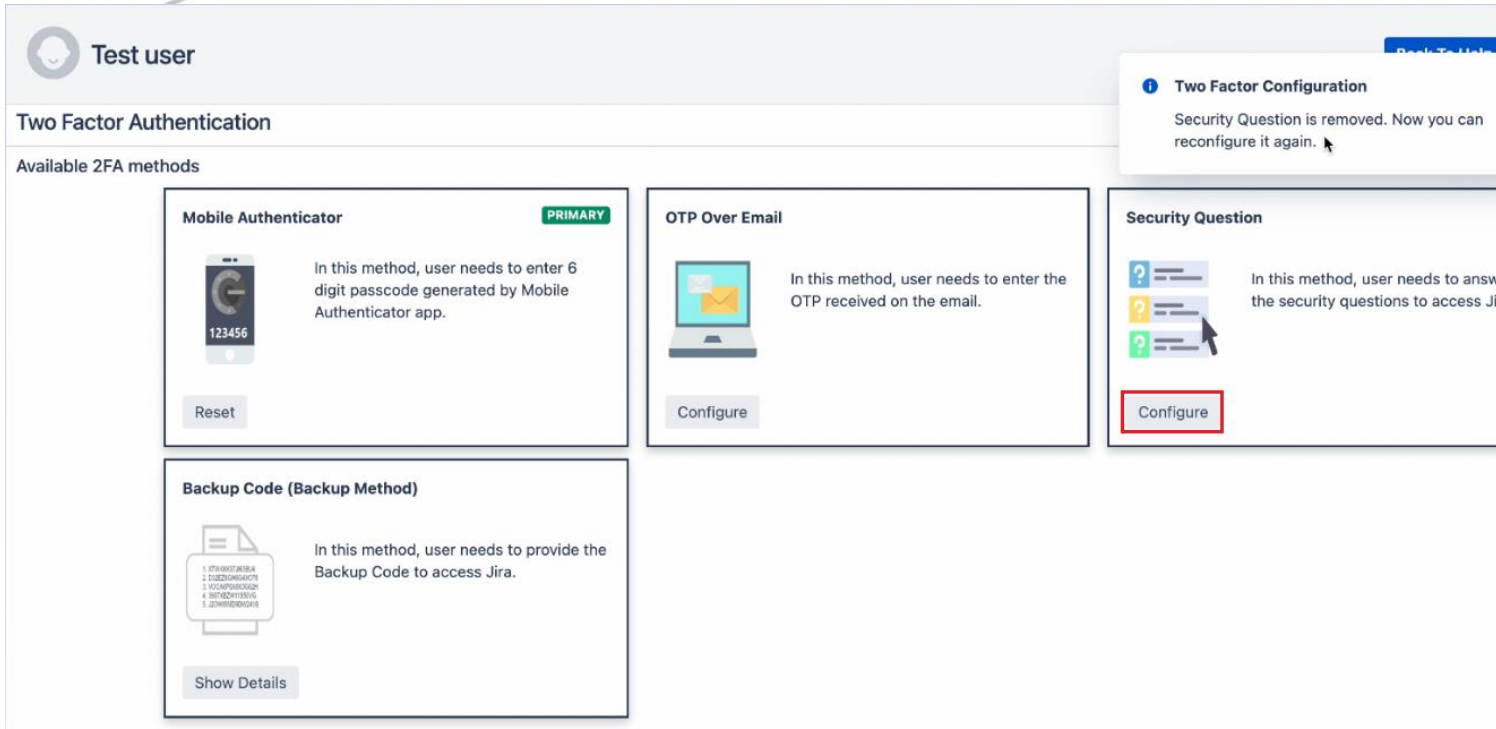 Test user
Two Factor Configuration
Security Question is removed. Now you can
reconfigure it again.
Two Factor Authentication
Available 2FA methods
Mobile Authenticator
PRIMARY
In this method, user needs to enter 6
digit passcode generated by Mobile
Authenticator app.
123456
Reset
OTP Over Email
In this method, user needs to enter the
OTP received on the email.
Configure
Security Question
In this method, user needs to answ
the security questions to access Ji
Configure
Backup Code (Backup Method)
In this method, user needs to provide the
Backup Code to access Jira.
Show Details